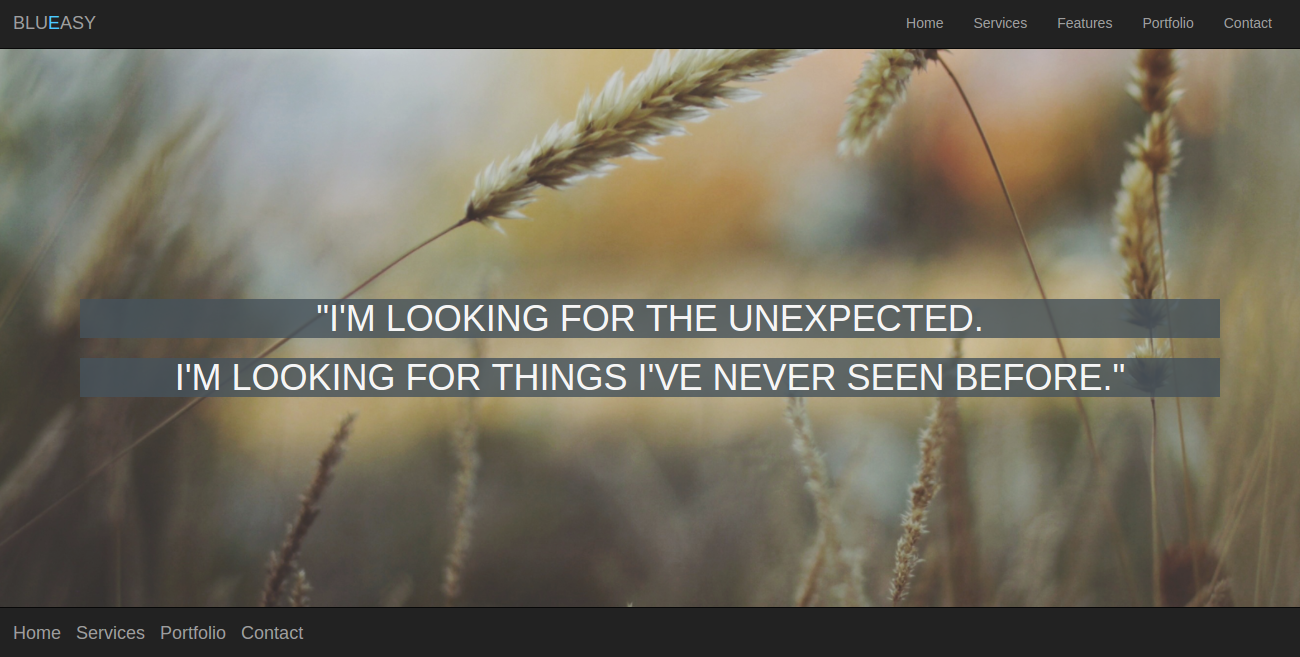 BLUEASY
Home Services Features Portfolio Contact
"I'M LOOKING FOR THE UNEXPECTED.
I'M LOOKING FOR THINGS I'VE NEVER SEEN BEFORE."
Home Services Portfolio Contact